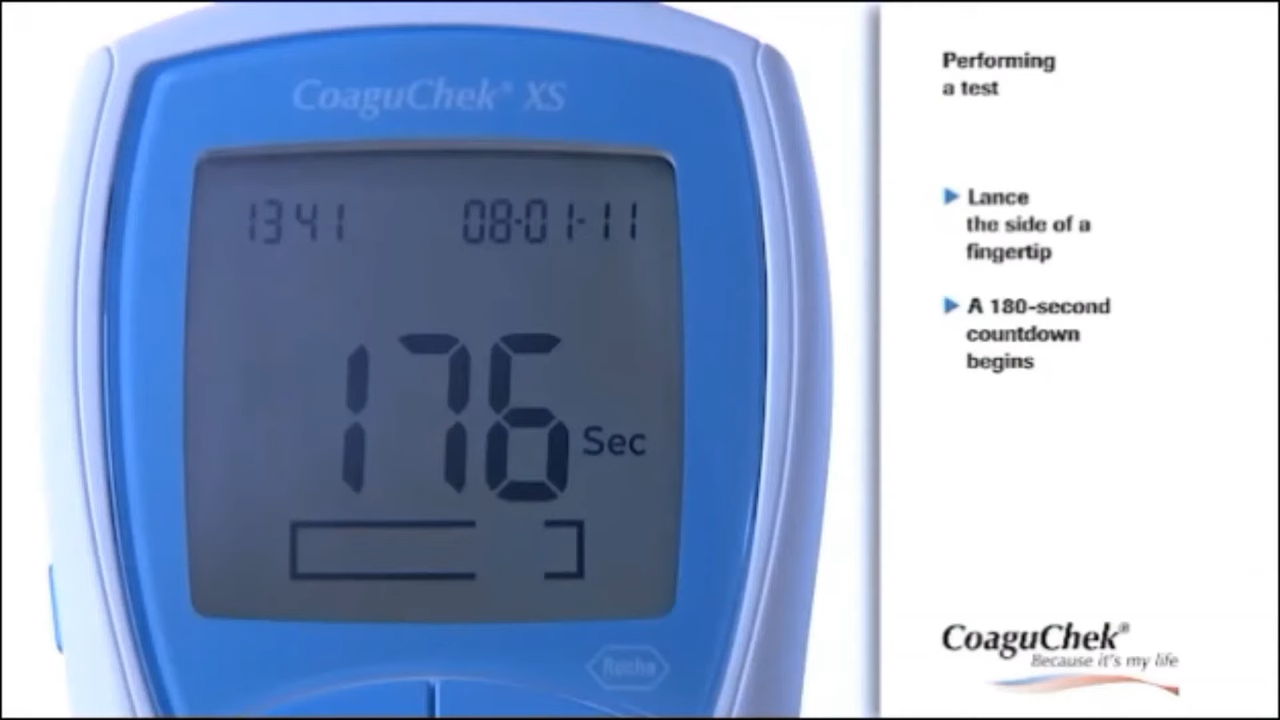 CoaguChek® XS
13:41 08-01-11
176 Sec
Roche
Performing
a test
Lance
the side of a
fingertip
A 180-second
countdown
begins
CoaguChek®
Because it's my life